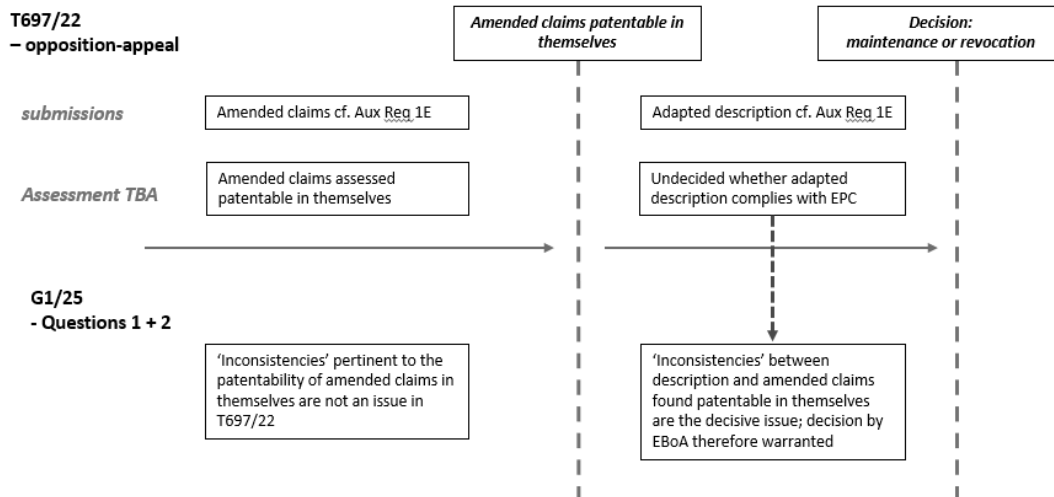 T697/22
– opposition-appeal
Amended claims patentable in
themselves
Decision:
maintenance or revocation
submissions
Amended claims cf. Aux Req 1E
Adapted description cf. Aux Req 1E
Assessment TBA
Amended claims assessed
patentable in themselves
Undecided whether adapted
description complies with EPC
G1/25
- Questions 1 + 2
‘Inconsistencies’ pertinent to the
patentability of amended claims in
themselves are not an issue in
T697/22
‘Inconsistencies’ between
description and amended claims
found patentable in themselves
are the decisive issue; decision by
EBoA therefore warranted